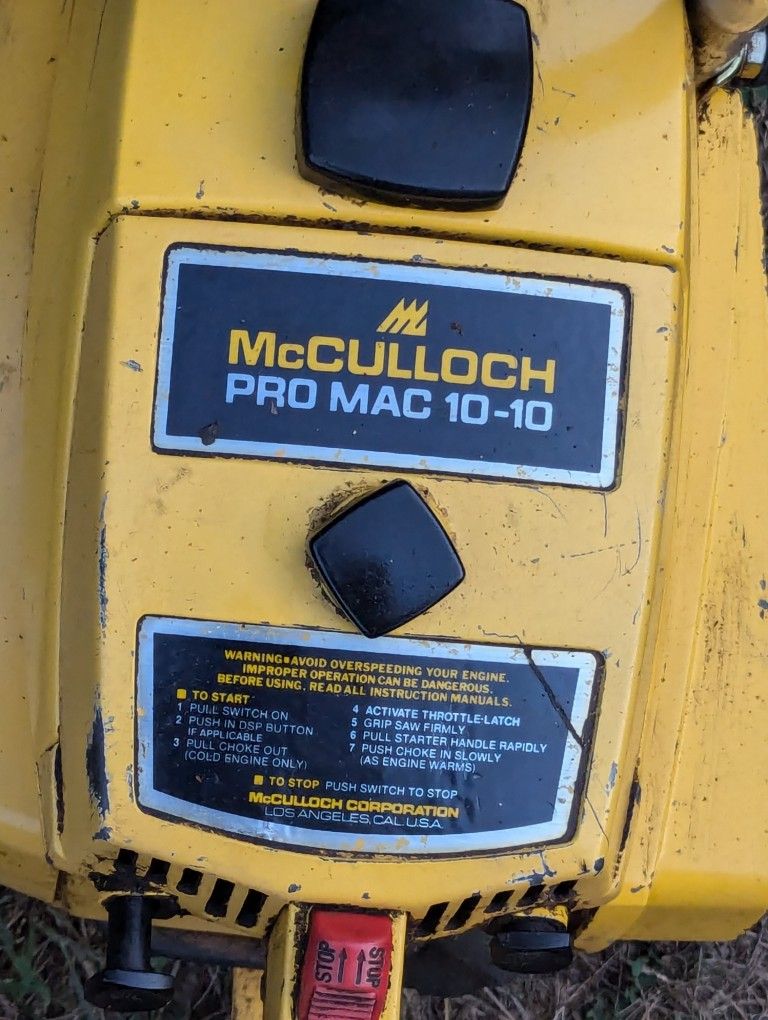 McCULLOCH
PRO MAC 10-10
WARNING■AVOID OVERSPEEDING YOUR ENGINE.
IMPROPER OPERATION CAN BE DANGEROUS.
BEFORE USING, READ ALL INSTRUCTION MANUALS.
■ TO START
1 PULL SWITCH ON
2 PUSH IN DSP BUTTON
IF APPLICABLE
3 PULL CHOKE OUT
(COLD ENGINE ONLY)
4 ACTIVATE THROTTLE-LATCH
5 GRIP SAW FIRMLY
6 PULL STARTER HANDLE RAPIDLY
7 PUSH CHOKE IN SLOWLY
(AS ENGINE WARMS)
■ TO STOP PUSH SWITCH TO STOP
McCULLOCH CORPORATION
LOS ANGELES, CAL. U.S.A.
STOP
STOP